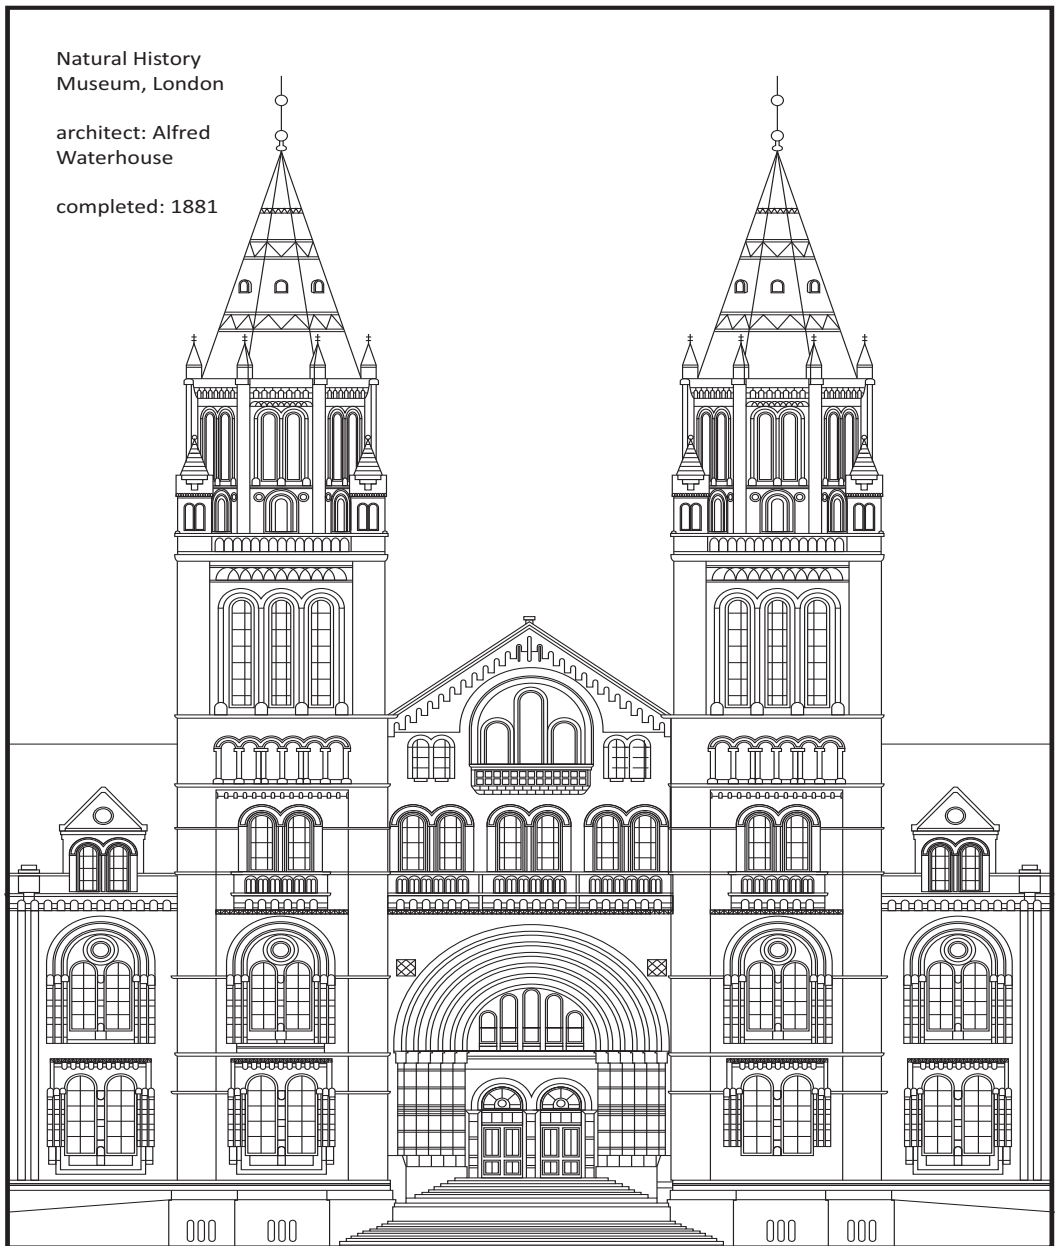 Natural History
Museum, London
architect: Alfred
Waterhouse
completed: 1881